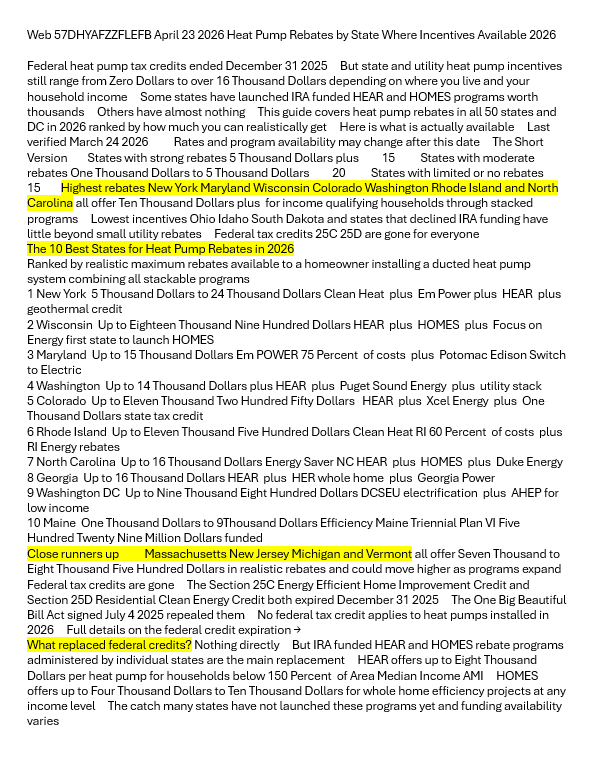 Web 57DHYAFZZFLEFB April 23 2026 Heat Pump Rebates by State Where Incentives Available 2026
Federal heat pump tax credits ended December 31 2025 But state and utility heat pump incentives
still range from Zero Dollars to over 16 Thousand Dollars depending on where you live and your
household income Some states have launched IRA funded HEAR and HOMES programs worth
thousands Others have almost nothing This guide covers heat pump rebates in all 50 states and
DC in 2026 ranked by how much you can realistically get Here is what is actually available Last
verified March 24 2026 Rates and program availability may change after this date The Short
Version States with strong rebates 5 Thousand Dollars plus 15 States with moderate
rebates One Thousand Dollars to 5 Thousand Dollars 20 States with limited or no rebates
15 Highest rebates New York Maryland Wisconsin Colorado Washington Rhode Island and North
Carolina all offer Ten Thousand Dollars plus for income qualifying households through stacked
programs Lowest incentives Ohio Idaho South Dakota and states that declined IRA funding have
little beyond small utility rebates Federal tax credits 25C 25D are gone for everyone
The 10 Best States for Heat Pump Rebates in 2026
Ranked by realistic maximum rebates available to a homeowner installing a ducted heat pump
system combining all stackable programs
1 New York 5 Thousand Dollars to 24 Thousand Dollars Clean Heat plus Em Power plus HEAR plus
geothermal credit
2 Wisconsin Up to Eighteen Thousand Nine Hundred Dollars HEAR plus HOMES plus Focus on
Energy first state to launch HOMES
3 Maryland Up to 15 Thousand Dollars Em POWER 75 Percent of costs plus Potomac Edison Switch
to Electric
4 Washington Up to 14 Thousand Dollars plus HEAR plus Puget Sound Energy plus utility stack
5 Colorado Up to Eleven Thousand Two Hundred Fifty Dollars HEAR plus Xcel Energy plus One
Thousand Dollars state tax credit
6 Rhode Island Up to Eleven Thousand Five Hundred Dollars Clean Heat RI 60 Percent of costs plus
RI Energy rebates
7 North Carolina Up to 16 Thousand Dollars Energy Saver NC HEAR plus HOMES plus Duke Energy
8 Georgia Up to 16 Thousand Dollars HEAR plus HER whole home plus Georgia Power
9 Washington DC Up to Nine Thousand Eight Hundred Dollars DCSEU electrification plus AHEP for
low income
10 Maine One Thousand Dollars to 9Thousand Dollars Efficiency Maine Triennial Plan VI Five
Hundred Twenty Nine Million Dollars funded
Close runners up Massachusetts New Jersey Michigan and Vermont all offer Seven Thousand to
Eight Thousand Five Hundred Dollars in realistic rebates and could move higher as programs expand
Federal tax credits are gone The Section 25C Energy Efficient Home Improvement Credit and
Section 25D Residential Clean Energy Credit both expired December 31 2025 The One Big Beautiful
Bill Act signed July 4 2025 repealed them No federal tax credit applies to heat pumps installed in
2026 Full details on the federal credit expiration →
What replaced federal credits? Nothing directly But IRA funded HEAR and HOMES rebate programs
administered by individual states are the main replacement HEAR offers up to Eight Thousand
Dollars per heat pump for households below 150 Percent of Area Median Income AMI HOMES
offers up to Four Thousand Dollars to Ten Thousand Dollars for whole home efficiency projects at any
income level The catch many states have not launched these programs yet and funding availability
varies